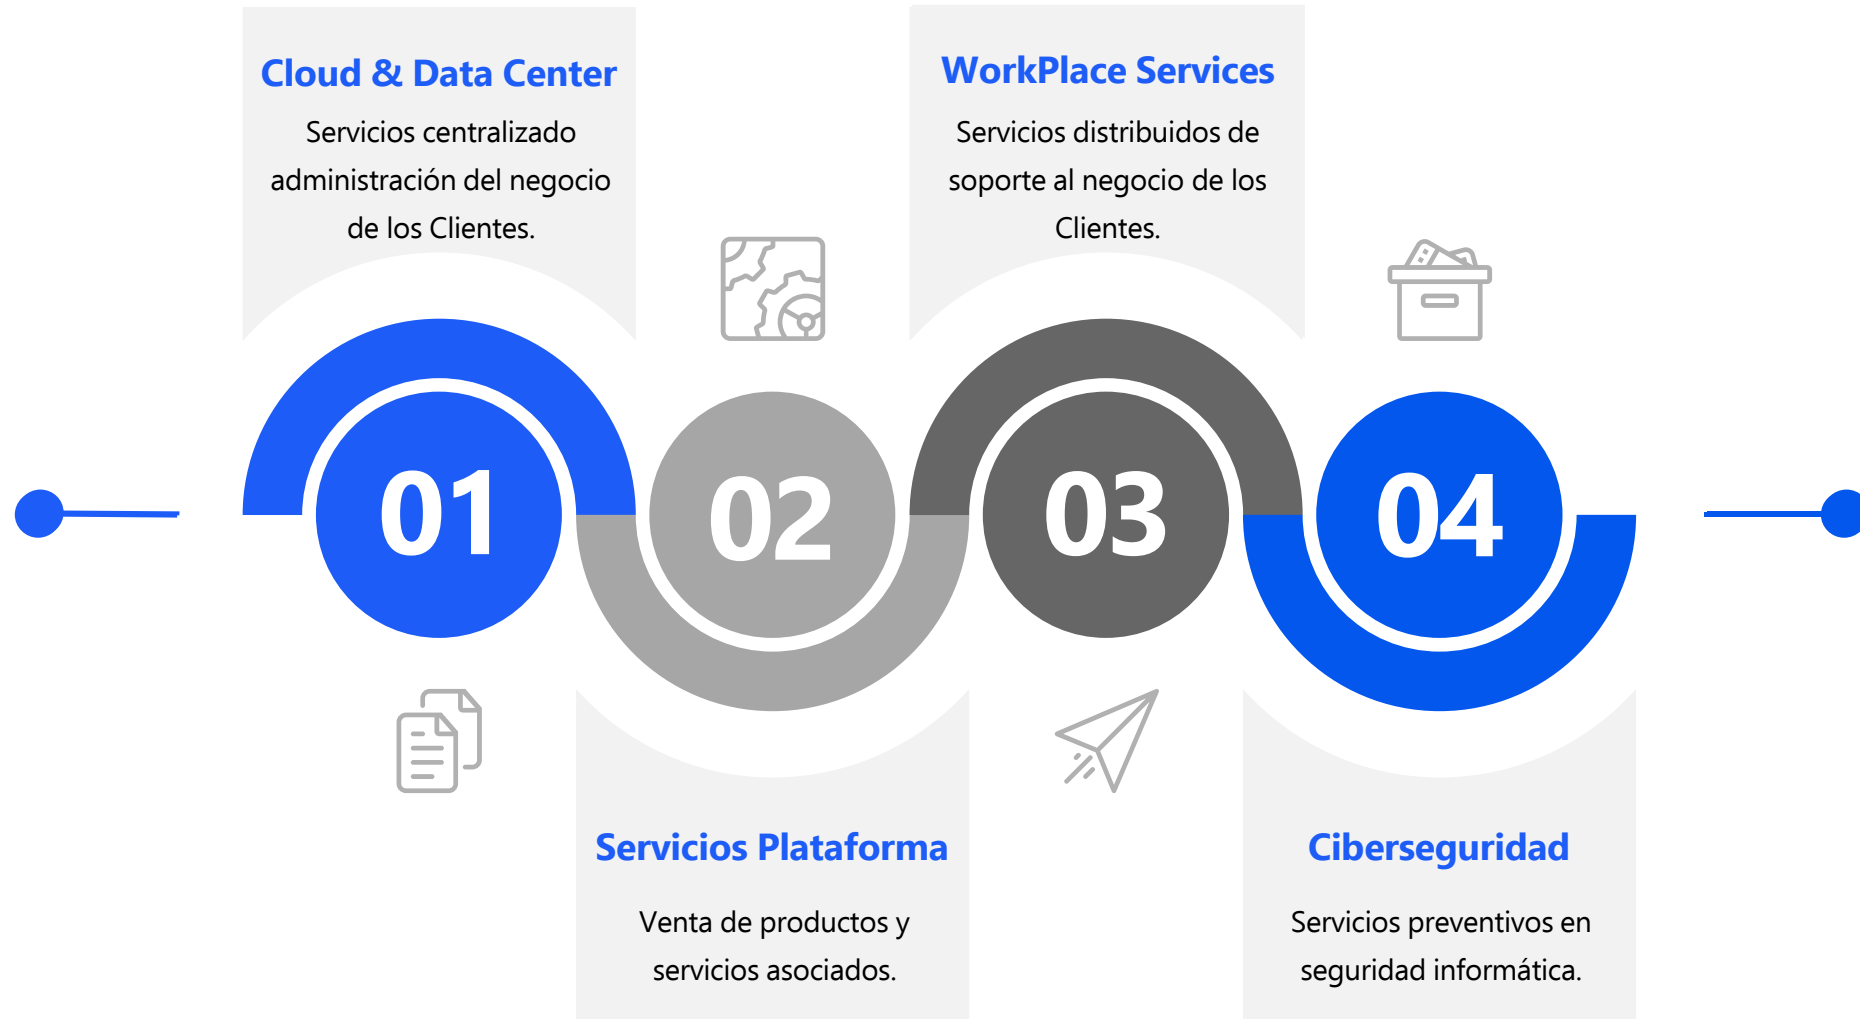 Cloud & Data Center
Servicios centralizado
administración del negocio
de los Clientes.
01
Servicios Plataforma
Venta de productos y
servicios asociados.
02
WorkPlace Services
Servicios distribuidos de
soporte al negocio de los
Clientes.
03
Ciberseguridad
Servicios preventivos en
seguridad informática.
04